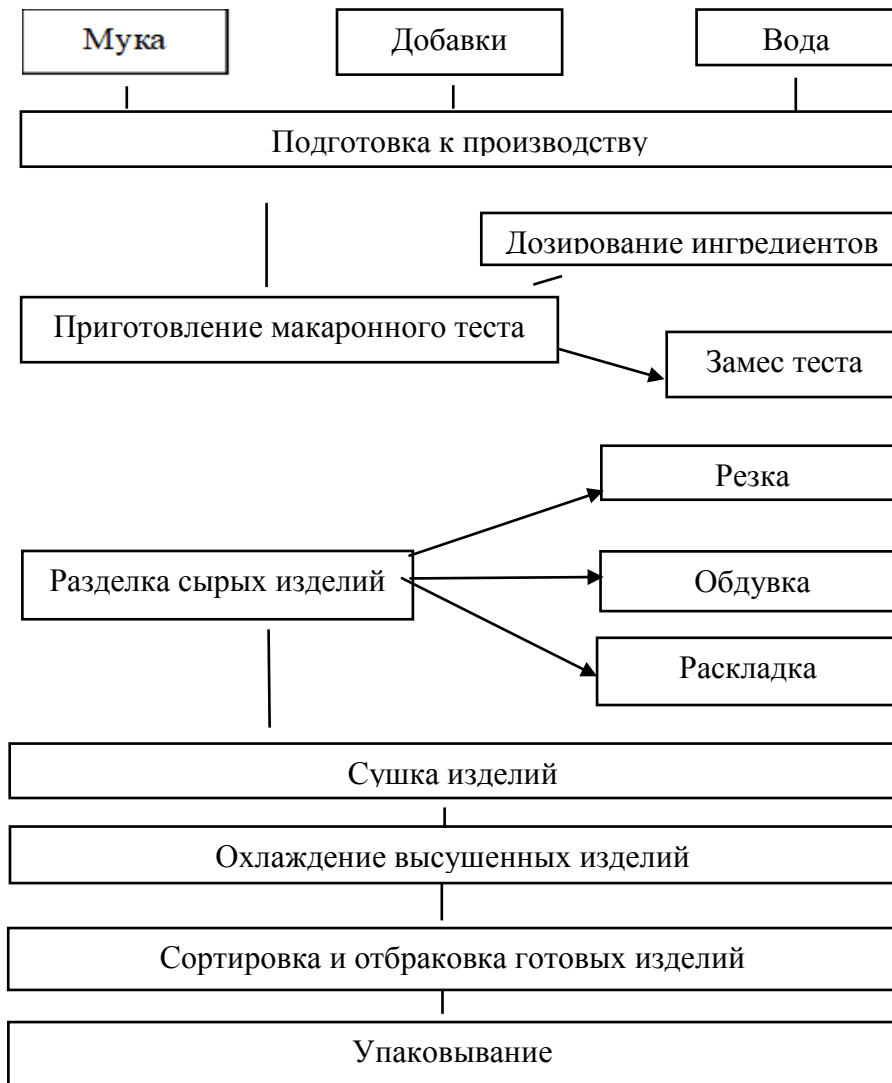 Мука
Добавки
Вода
Подготовка к производству
Дозирование ингредиентов
Приготовление макаронного теста
Замес теста
Резка
Разделка сырых изделий
Обдувка
Раскладка
Сушка изделий
Охлаждение высушенных изделий
Сортировка и отбраковка готовых изделий
Упаковывание